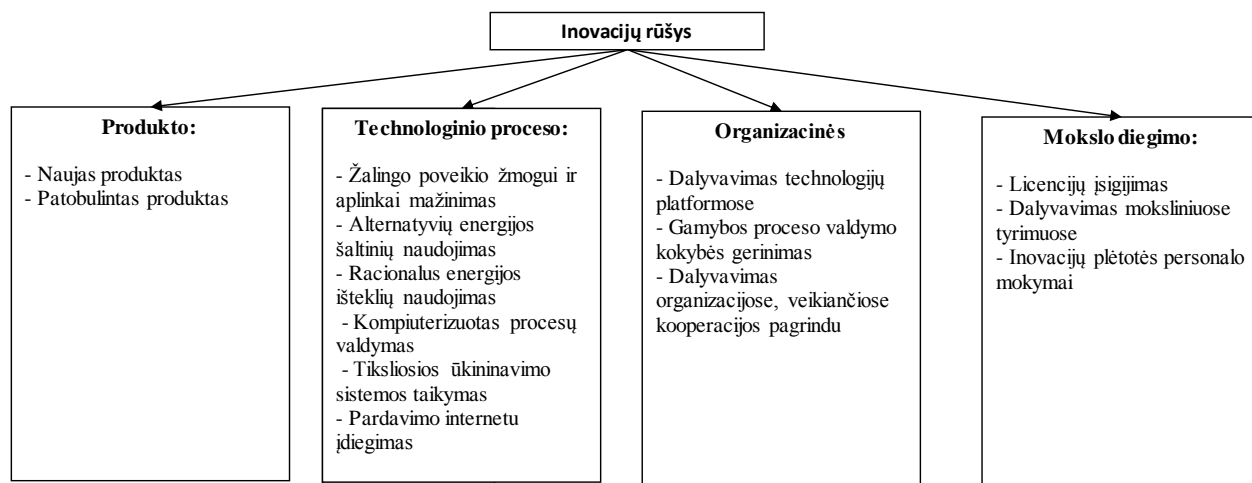 Inovacijų rūšys
Produkto:
- Naujas produktas
- Patobulintas produktas
Technologinio proceso:
- Žalingo poveikio žmogui ir
aplinkai mažinimas
- Alternatyvių energijos
šaltinių naudojimas
- Racionalus energijos
išteklių naudojimas
- Kompiuterizuotas procesų
valdymas
- Tiksliosios ūkininavimo
sistemos taikymas
- Pardavimo internetu
įdiegimas
Organizacinės
- Dalyvavimas technologijų
platformose
- Gamybos proceso valdymo
kokybės gerinimas
- Dalyvavimas
organizacijose, veikiančiose
kooperacijos pagrindu
Mokslo diegimo:
- Licencijų įsigijimas
- Dalyvavimas moksliniuose
tyrimuose
- Inovacijų plėtotės personalo
mokymai